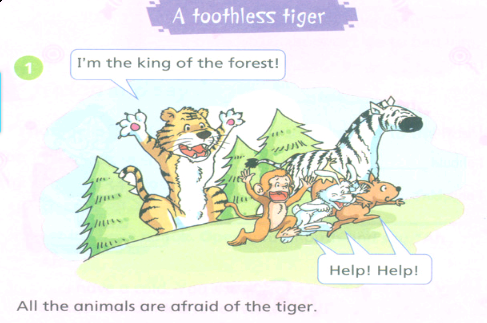 A toothless tiger
1
I'm the king of the forest!
Help! Help!
All the animals are afraid of the tiger.